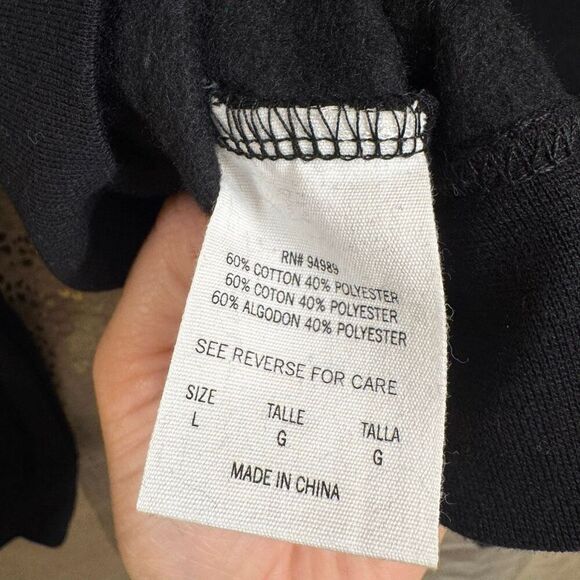 RN# 94989
60% COTTON 40% POLYESTER
60% COTON 40% POLYESTER
60% ALGODON 40% POLYESTER
SEE REVERSE FOR CARE
SIZE TALLE TALLA
L G G
MADE IN CHINA